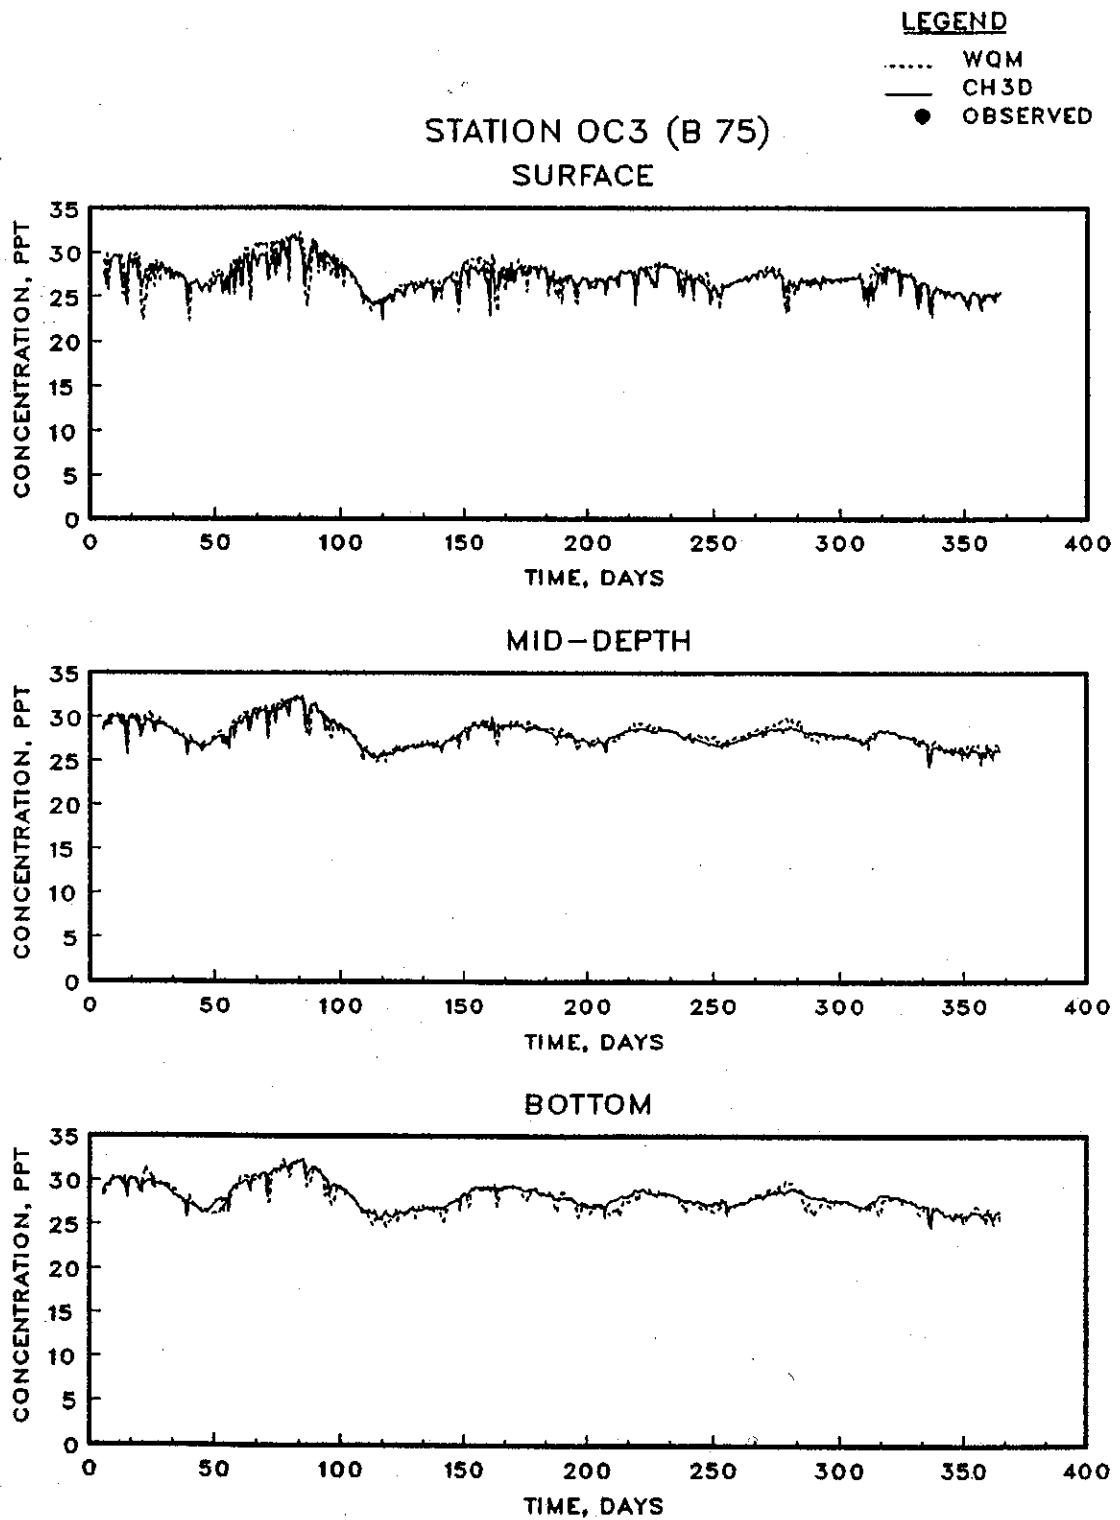 LEGEND
WQM
CH3D
OBSERVED
STATION OC3 (B 75)
SURFACE
CONCENTRATION, PPT
35
30
25
20
15
10
5
0
0 50 100 150 200 250 300 350 400
TIME, DAYS
MID-DEPTH
CONCENTRATION, PPT
35
30
25
20
15
10
5
0
0 50 100 150 200 250 300 350 400
TIME, DAYS
BOTTOM
CONCENTRATION, PPT
35
30
25
20
15
10
5
0
0 50 100 150 200 250 300 350 400
TIME, DAYS